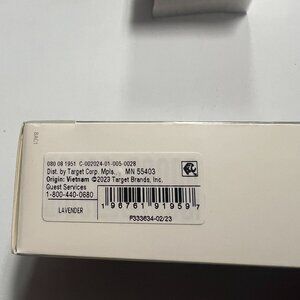 080 08 1951 C-002024-01-005-0028
Dist. by Target Corp. Mpls., MN 55403
Origin: Vietnam ©2023 Target Brands, Inc.
Guest Services
1-800-440-0680
LAVENDER
P333634-02/23
1 96761 91959 7